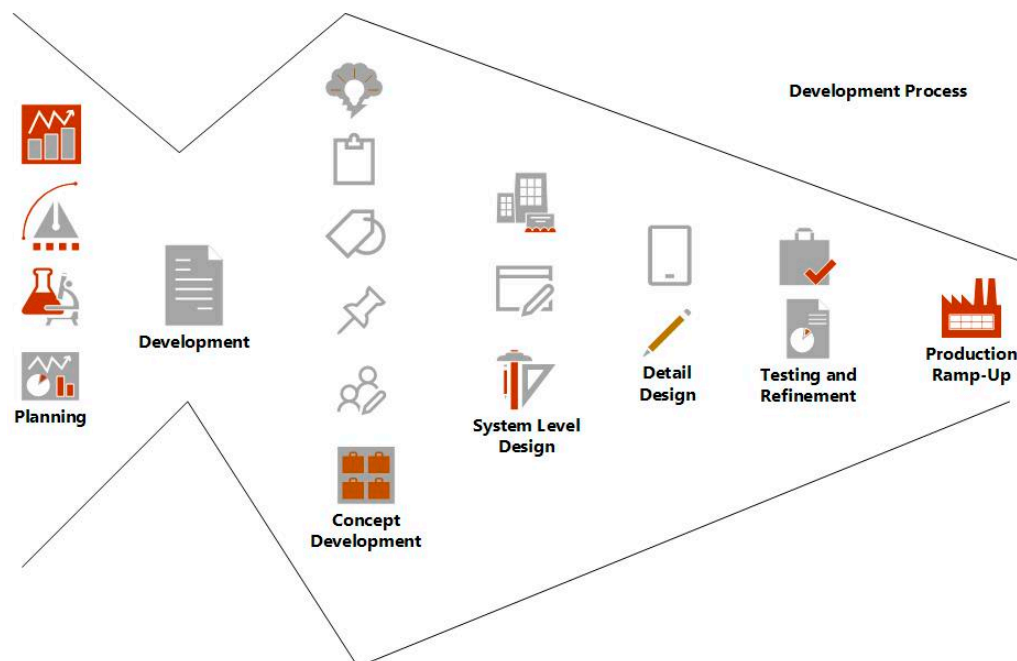 Development Process
Planning
Development
Concept
Development
System Level
Design
Detail
Design
Testing and
Refinement
Production
Ramp-Up